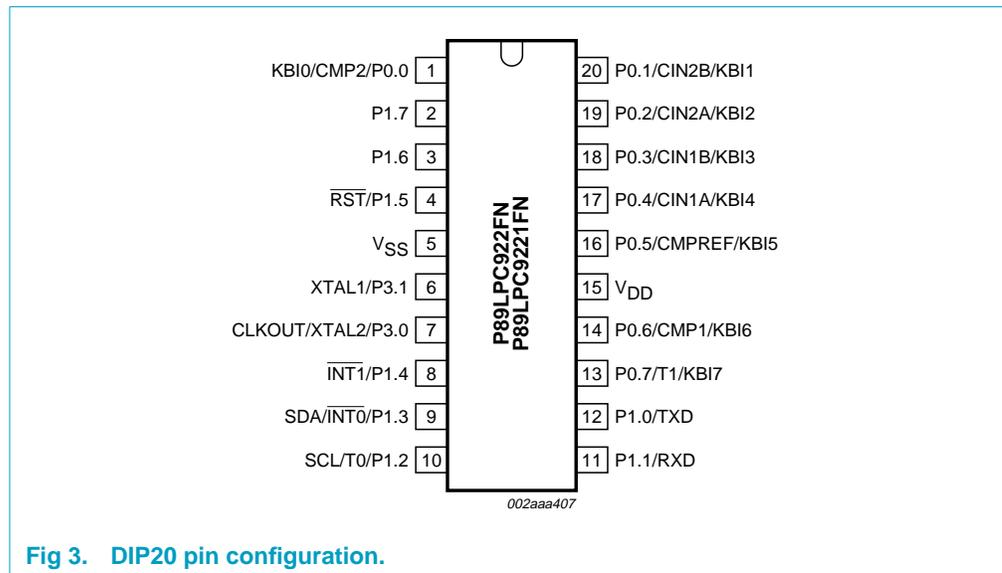 KBI0/CMP2/P0.0 1
P1.7 2
P1.6 3
RST/P1.5 4
VSS 5
XTAL1/P3.1 6
CLKOUT/XTAL2/P3.0 7
INT1/P1.4 8
SDA/INT0/P1.3 9
SCL/T0/P1.2 10
P89LPC922FN
P89LPC9221FN
20 P0.1/CIN2B/KBI1
19 P0.2/CIN2A/KBI2
18 P0.3/CIN1B/KBI3
17 P0.4/CIN1A/KBI4
16 P0.5/CMPREF/KBI5
15 VDD
14 P0.6/CMP1/KBI6
13 P0.7/T1/KBI7
12 P1.0/TXD
11 P1.1/RXD
002aaa407
Fig 3. DIP20 pin configuration.